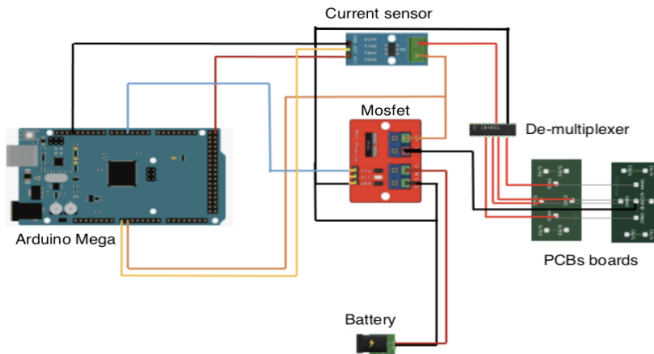 Current sensor
Mosfet
De-multiplexer
Arduino Mega
PCBs boards
Battery